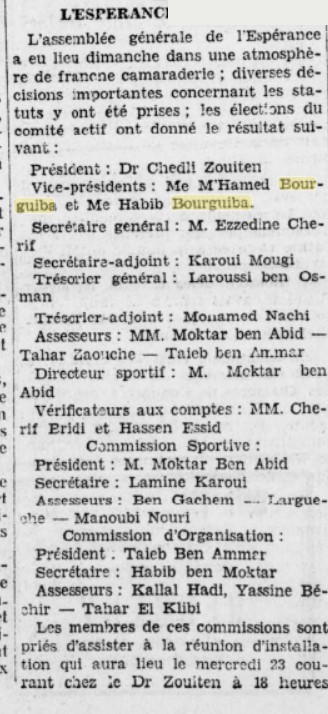 L'ESPERANC
L'assemblée générale de l'Espérance
a eu lieu dimanche dans une atmosphè-
re de franche camaraderie ; diverses dé-
cisions importantes concernant les sta-
tuts y ont été prises ; les élections du
comité actif ont donné le résultat sui-
vant :
Président : Dr Chedli Zouiten
Vice-présidents : Me M'Hamed Bour-
guiba et Me Habib Bourguiba.
Secrétaire general : M. Ezzedine Che-
rif
Secrétaire-adjoint : Karoui Mougi
Trésorier général : Laroussi ben Os-
man
Trésorier-adjoint : Mohamed Nachi
Assesseurs : MM. Moktar ben Abid —
Tahar Zaouche — Taieb ben Ammar
Directeur sportif : M. Moktar ben
Abid
Vérificateurs aux comptes : MM. Che-
rif Eridi et Hassen Essid
Commission Sportive :
Président : M. Moktar Ben Abid
Secrétaire : Lamine Karoui
Assesseurs : Ben Gachem — Largue-
che — Manoubi Nouri
Commission d'Organisation :
Président : Taieb Ben Ammer
Secrétaire : Habib ben Moktar
Assesseurs : Kallal Hadi, Yassine Bé-
chir — Tahar El Klibi
Les membres de ces commissions sont
priés d'assister à la réunion d'installa-
tion qui aura lieu le mercredi 23 cou-
rant chez le Dr Zouiten à 18 heures